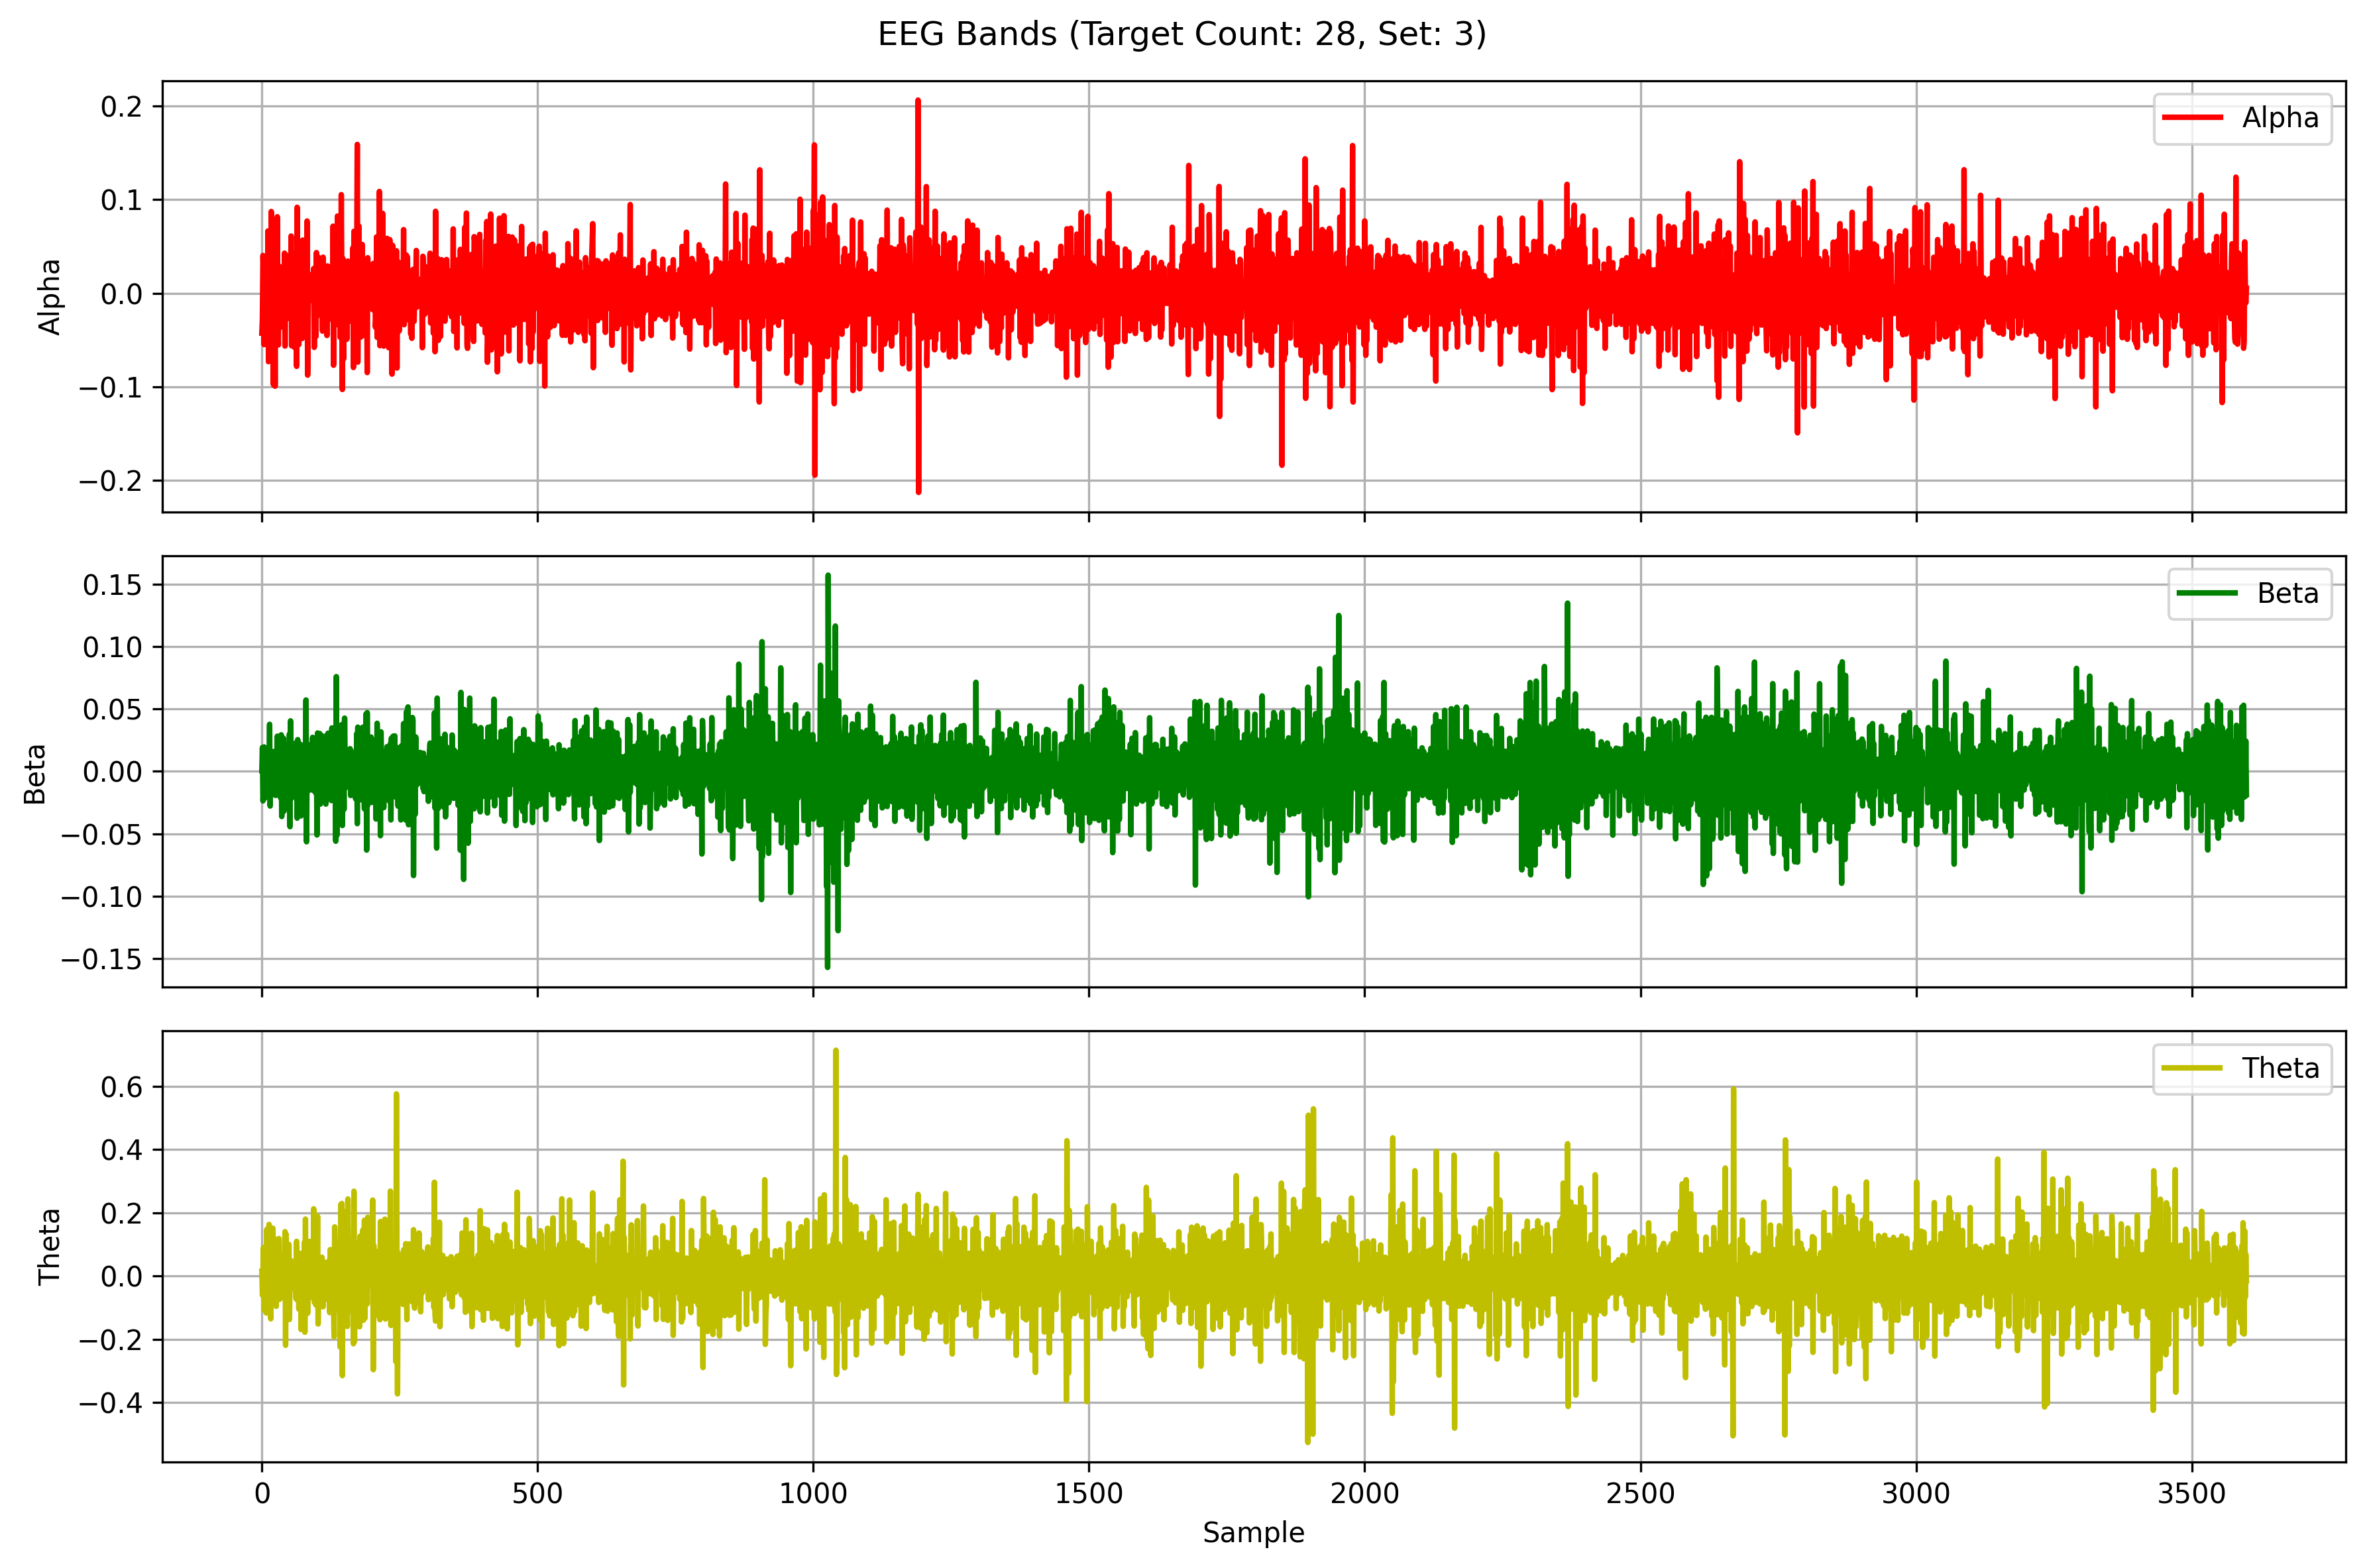 EEG Bands (Target Count: 28, Set: 3)
0.2
0.1
0.0
−0.1
−0.2
Alpha
Alpha
0.15
0.10
0.05
0.00
−0.05
−0.10
−0.15
Beta
Beta
0.6
0.4
0.2
0.0
−0.2
−0.4
Theta
Theta
0 500 1000 1500 2000 2500 3000 3500
Sample